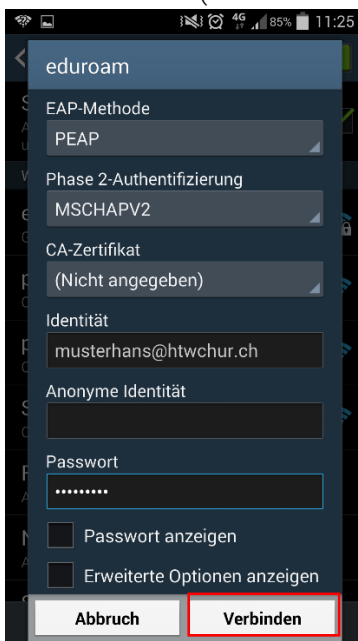 4G 85% 11:25
eduroam
EAP-Methode
PEAP
Phase 2-Authentifizierung
MSCHAPV2
CA-Zertifikat
(Nicht angegeben)
Identität
musterhans@htwchur.ch
Anonyme Identität
Passwort
•••••••••
Passwort anzeigen
Erweiterte Optionen anzeigen
Abbruch Verbinden